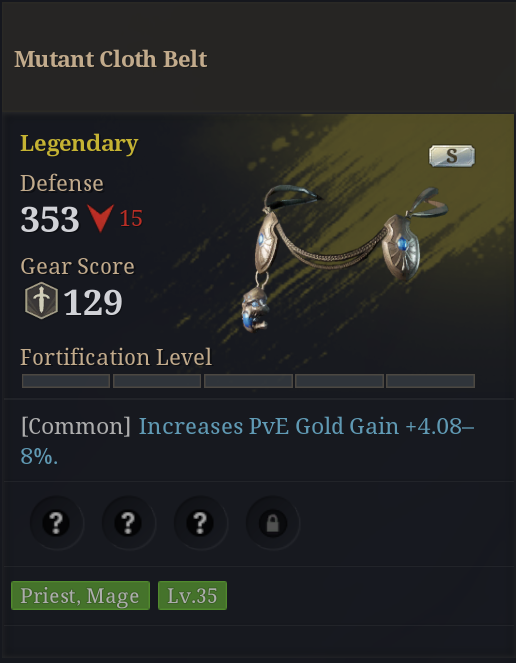 Mutant Cloth Belt
Legendary
S
Defense
353 15
Gear Score
129
Fortification Level
[Common] Increases PvE Gold Gain +4.08–
8%.
? ? ?
Priest, Mage Lv.35